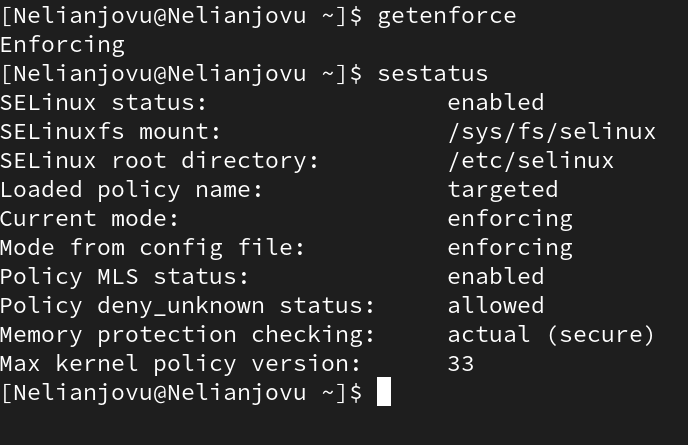 [Nelianjovu@Nelianjovu ~]$ getenforce
Enforcing
[Nelianjovu@Nelianjovu ~]$ sestatus
SELinux status:                 enabled
SELinuxfs mount:                /sys/fs/selinux
SELinux root directory:         /etc/selinux
Loaded policy name:             targeted
Current mode:                   enforcing
Mode from config file:          enforcing
Policy MLS status:              enabled
Policy deny_unknown status:     allowed
Memory protection checking:     actual (secure)
Max kernel policy version:      33
[Nelianjovu@Nelianjovu ~]$